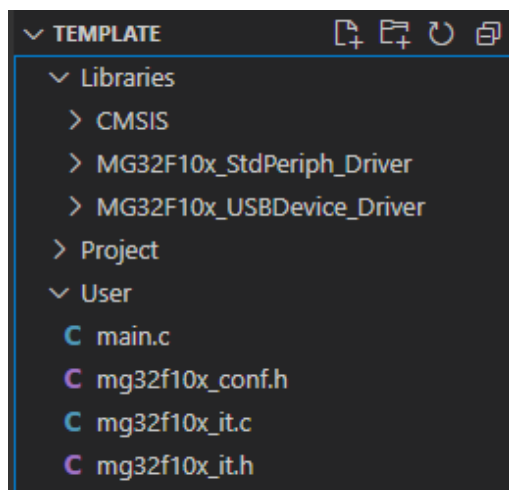 TEMPLATE
Libraries
CMSIS
MG32F10x_StdPeriph_Driver
MG32F10x_USBDevice_Driver
Project
User
C main.c
C mg32f10x_conf.h
C mg32f10x_it.c
C mg32f10x_it.h